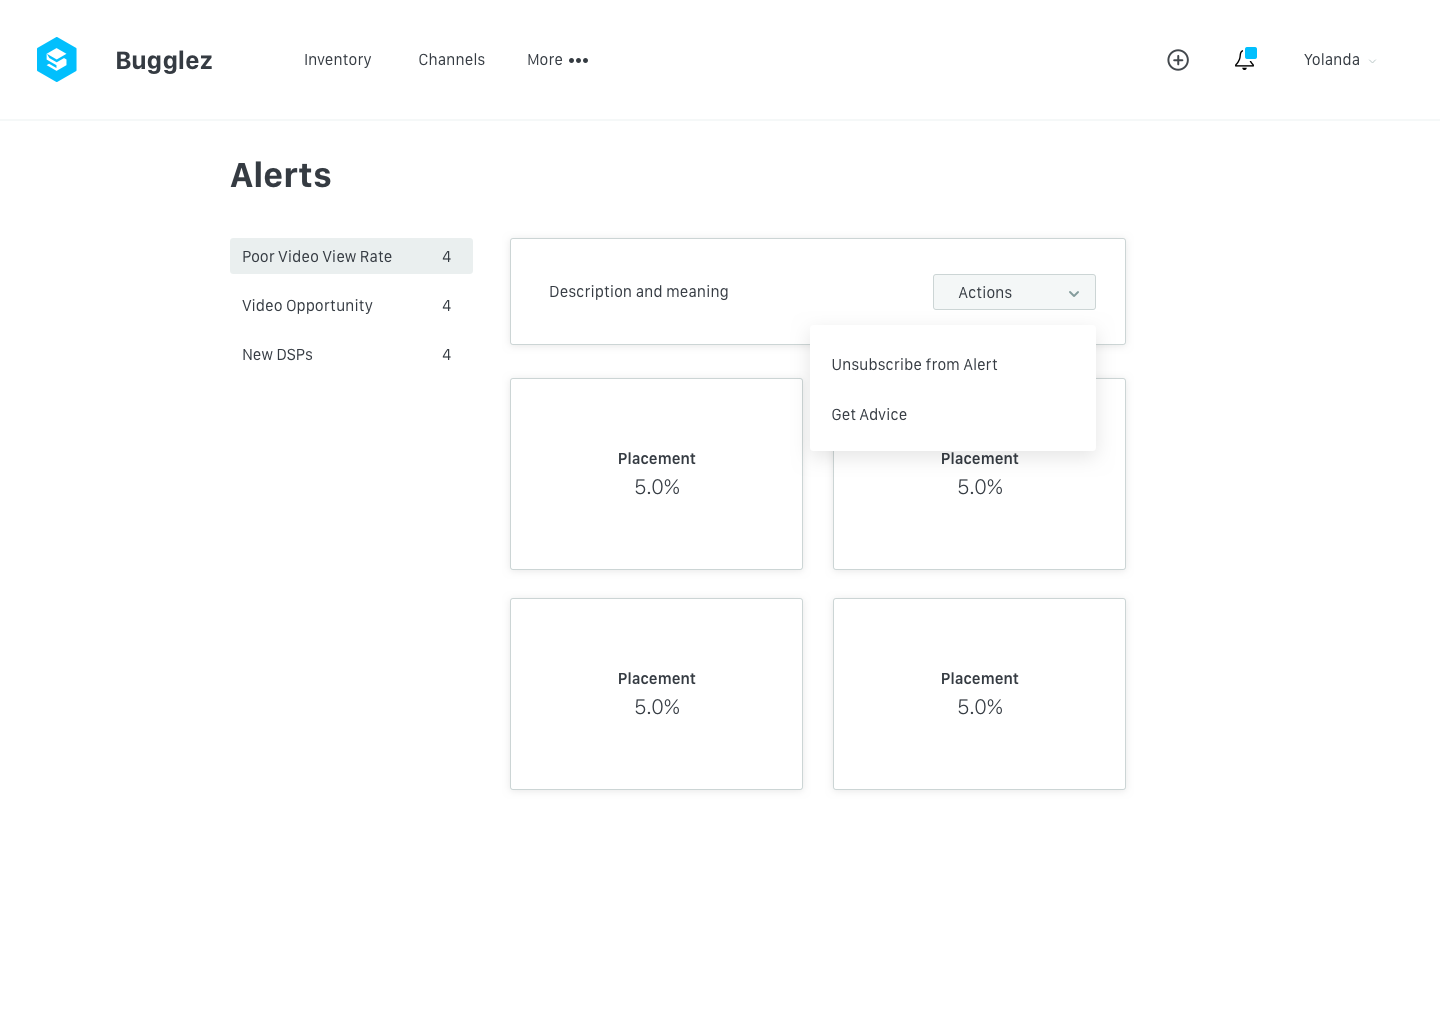 Bugglez
Inventory
Channels
More •••
Yolanda
Alerts
Poor Video View Rate 4
Video Opportunity 4
New DSPs 4
Description and meaning
Actions
Unsubscribe from Alert
Get Advice
Placement
5.0%
Placement
5.0%
Placement
5.0%
Placement
5.0%